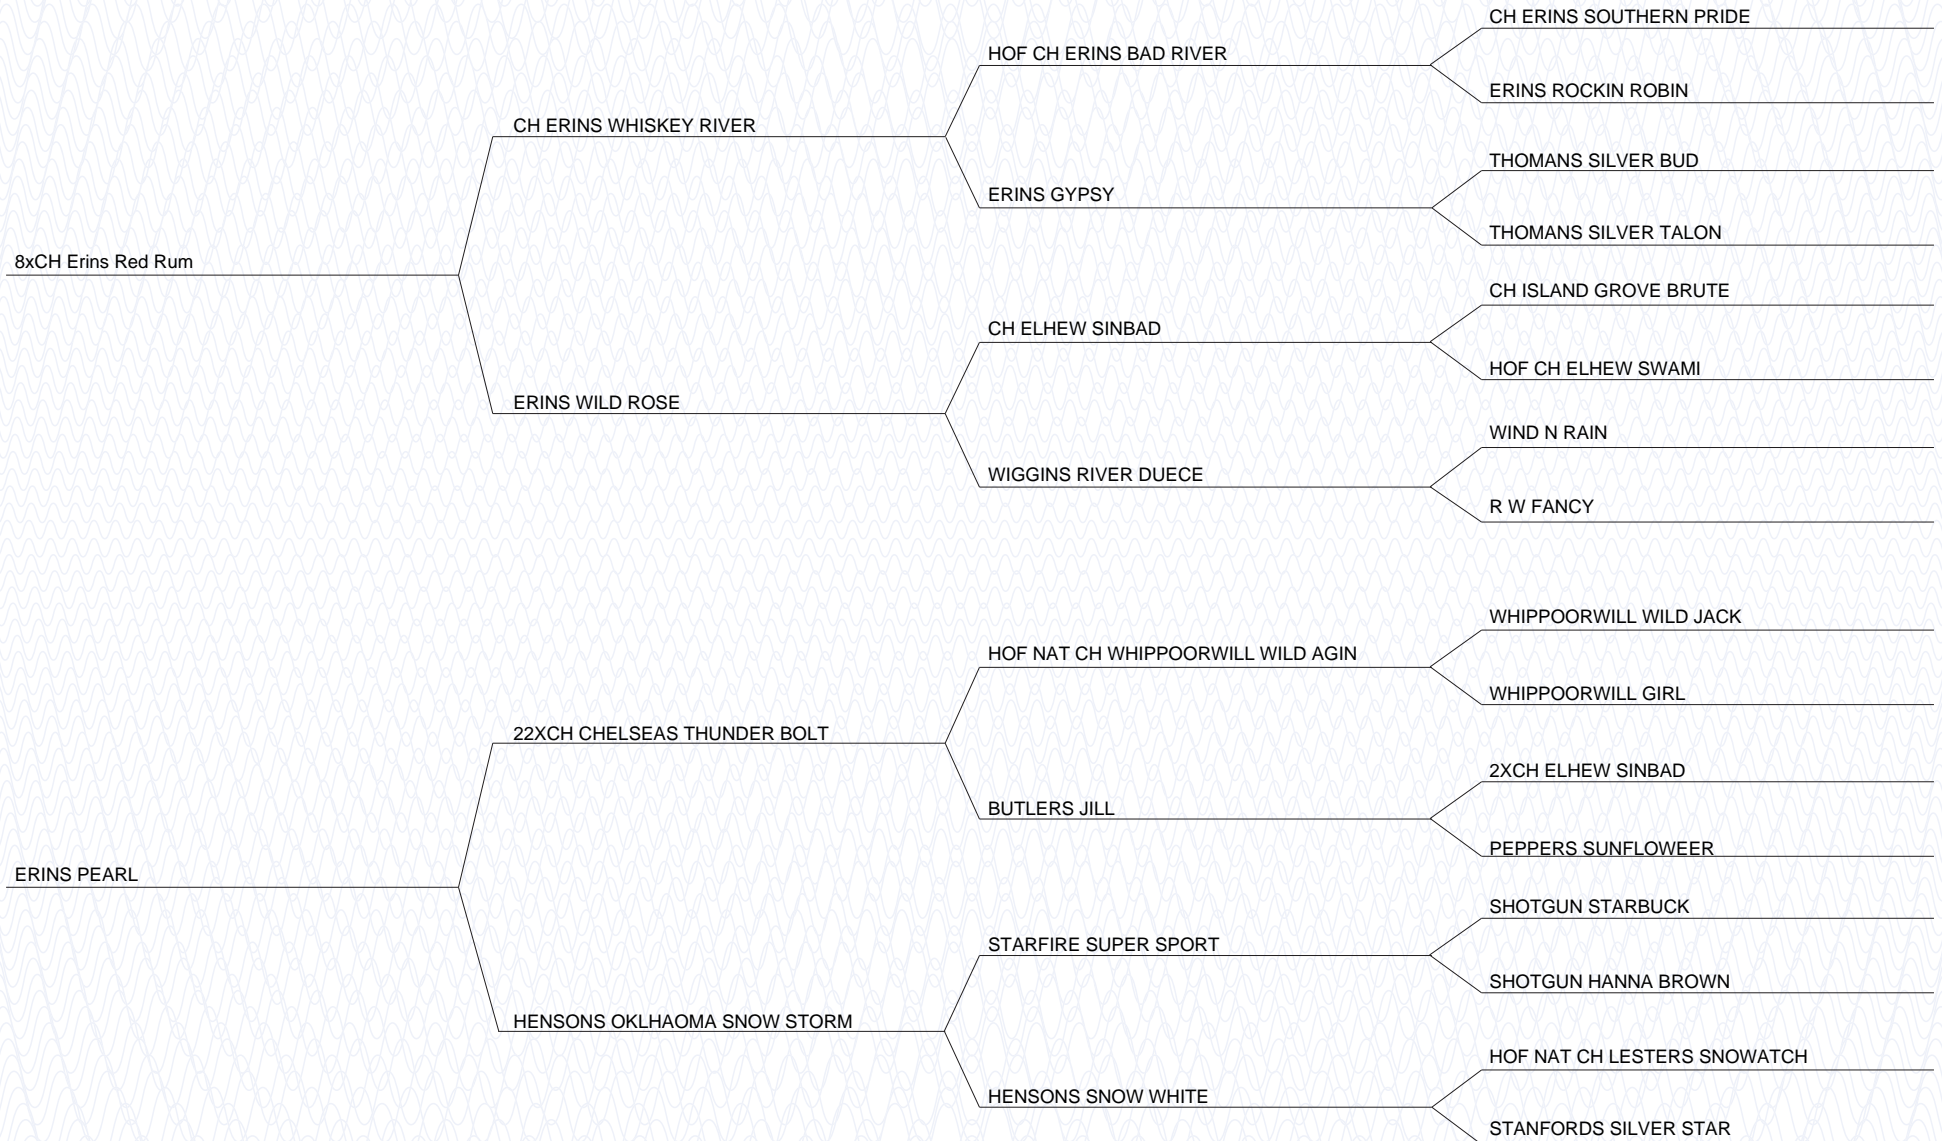 CH ERINS SOUTHERN PRIDE
HOF CH ERINS BAD RIVER
ERINS ROCKIN ROBIN
CH ERINS WHISKEY RIVER
THOMANS SILVER BUD
ERINS GYPSY
THOMANS SILVER TALON
8xCH Erins Red Rum
CH ISLAND GROVE BRUTE
CH ELHEW SINBAD
HOF CH ELHEW SWAMI
ERINS WILD ROSE
WIND N RAIN
WIGGINS RIVER DUECE
R W FANCY
WHIPPOORWILL WILD JACK
HOF NAT CH WHIPPOORWILL WILD AGIN
WHIPPOORWILL GIRL
22XCH CHELSEAS THUNDER BOLT
2XCH ELHEW SINBAD
BUTLERS JILL
PEPPERS SUNFLOWEER
ERINS PEARL
SHOTGUN STARBUCK
STARFIRE SUPER SPORT
SHOTGUN HANNA BROWN
HENSONS OKLHAOMA SNOW STORM
HOF NAT CH LESTERS SNOWATCH
HENSONS SNOW WHITE
STANFORDS SILVER STAR